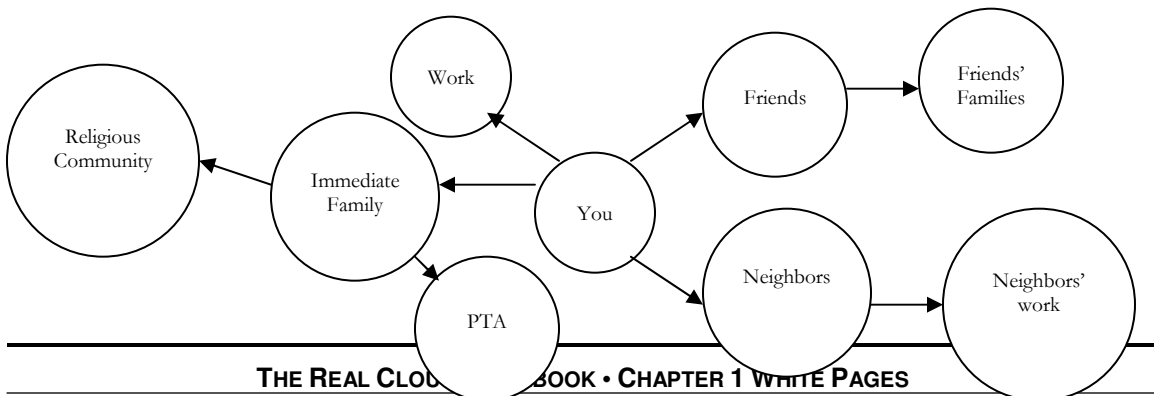 Work
Friends
Friends’
Families
Religious
Community
Immediate
Family
You
Neighbors
Neighbors’
work
PTA
THE REAL CLOU BOOK • CHAPTER 1 WHITE PAGES